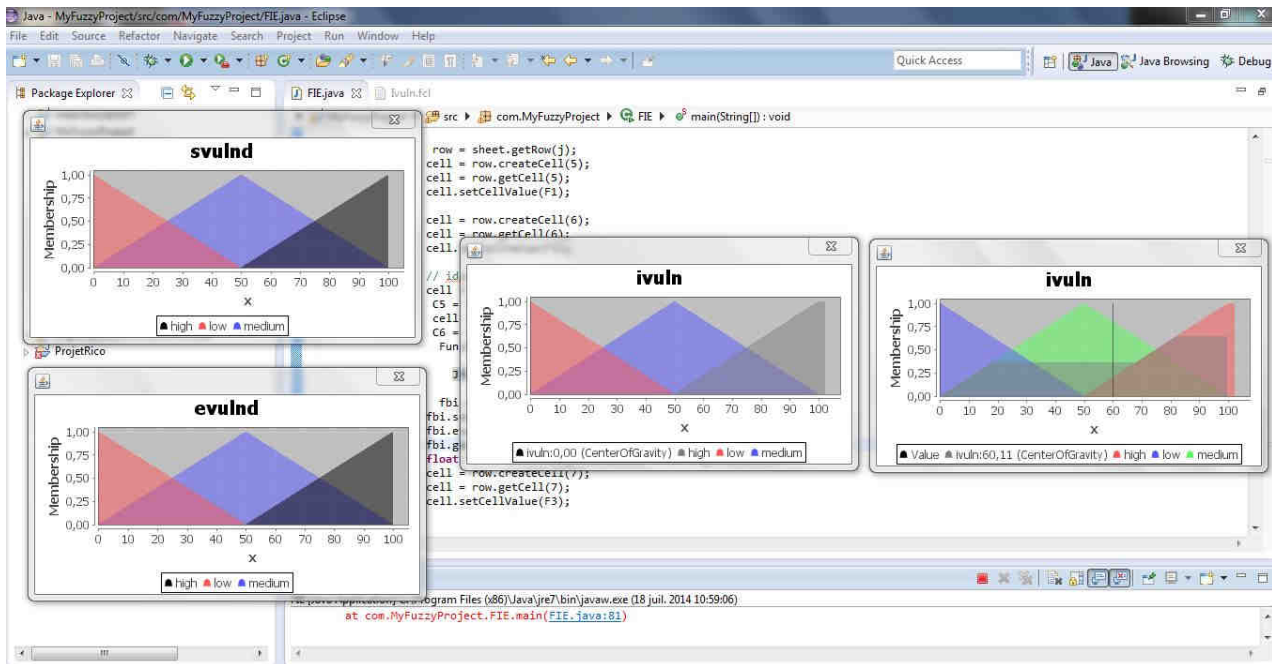 Java - MyFuzzyProject/src/com/MyFuzzyProject/FIE.java - Eclipse
File Edit Source Refactor Navigate Search Project Run Window Help
Quick Access
Java Java Browsing Debug
Package Explorer
FIE.java Ivuln.fcl
src com.MyFuzzyProject FIE main(String[]) : void
svulnd
Membership
1,00
0,75
0,50
0,25
0,00
0 10 20 30 40 50 60 70 80 90 100
x
high low medium
ProjetRico
evulnd
Membership
1,00
0,75
0,50
0,25
0,00
0 10 20 30 40 50 60 70 80 90 100
x
high low medium
row = sheet.getRow(j);
cell = row.createCell(5);
cell = row.getCell(5);
cell.setCellValue(F1);
cell = row.createCell(6);
cell = row.getCell(6);
cell.
cell
C5 =
cell
C6 =
fbi.s
fbi.e
fbi.g
float
cell = row.createCell(7);
cell = row.getCell(7);
cell.setCellValue(F3);
ivuln
Membership
1,00
0,75
0,50
0,25
0,00
0 10 20 30 40 50 60 70 80 90 100
x
ivuln:0,00 (CenterOfGravity) high low medium
ivuln
Membership
1,00
0,75
0,50
0,25
0,00
0 10 20 30 40 50 60 70 80 90 100
x
Value ivuln:60,11 (CenterOfGravity) high low medium
Program Files (x86)\Java\jre7\bin\javaw.exe (18 juil. 2014 10:59:06)
at com.MyFuzzyProject.FIE.main(FIE.java:81)